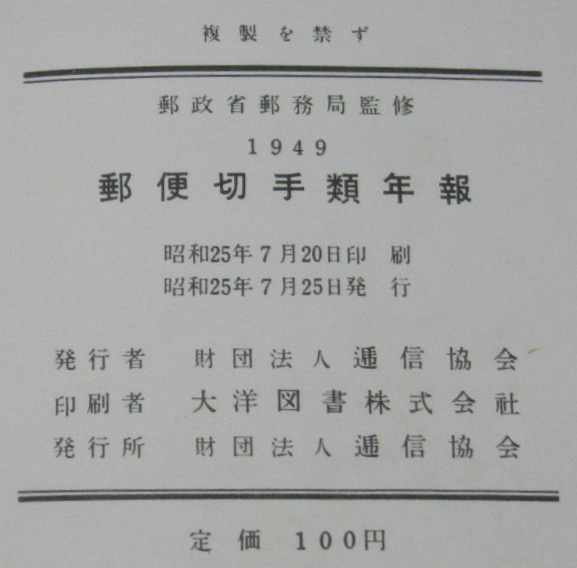 複製を禁ず
郵政省郵務局監修
1949
郵便切手類年報
昭和25年7月20日印刷
昭和25年7月25日発行
発行者 財団法人逓信協会
印刷者 大洋図書株式会社
発行所 財団法人逓信協会
定価 100円